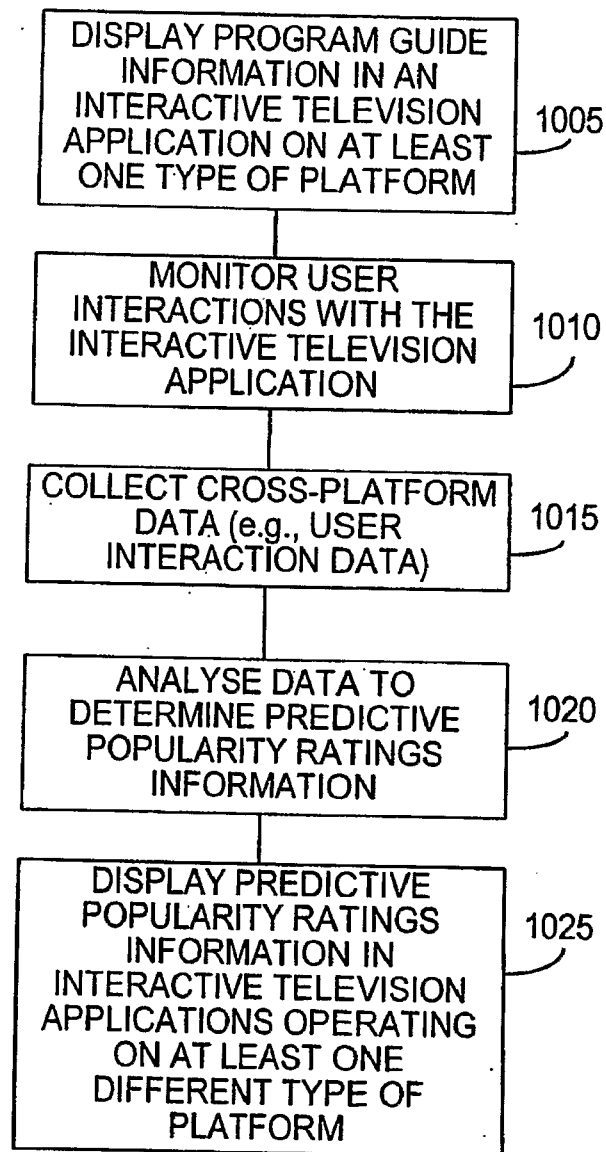 DISPLAY PROGRAM GUIDE
INFORMATION IN AN
INTERACTIVE TELEVISION
APPLICATION ON AT LEAST
ONE TYPE OF PLATFORM
1005
MONITOR USER
INTERACTIONS WITH THE
INTERACTIVE TELEVISION
APPLICATION
1010
COLLECT CROSS-PLATFORM
DATA (e.g., USER
INTERACTION DATA)
1015
ANALYSE DATA TO
DETERMINE PREDICTIVE
POPULARITY RATINGS
INFORMATION
1020
DISPLAY PREDICTIVE
POPULARITY RATINGS
INFORMATION IN
INTERACTIVE TELEVISION
APPLICATIONS OPERATING
ON AT LEAST ONE
DIFFERENT TYPE OF
PLATFORM
1025